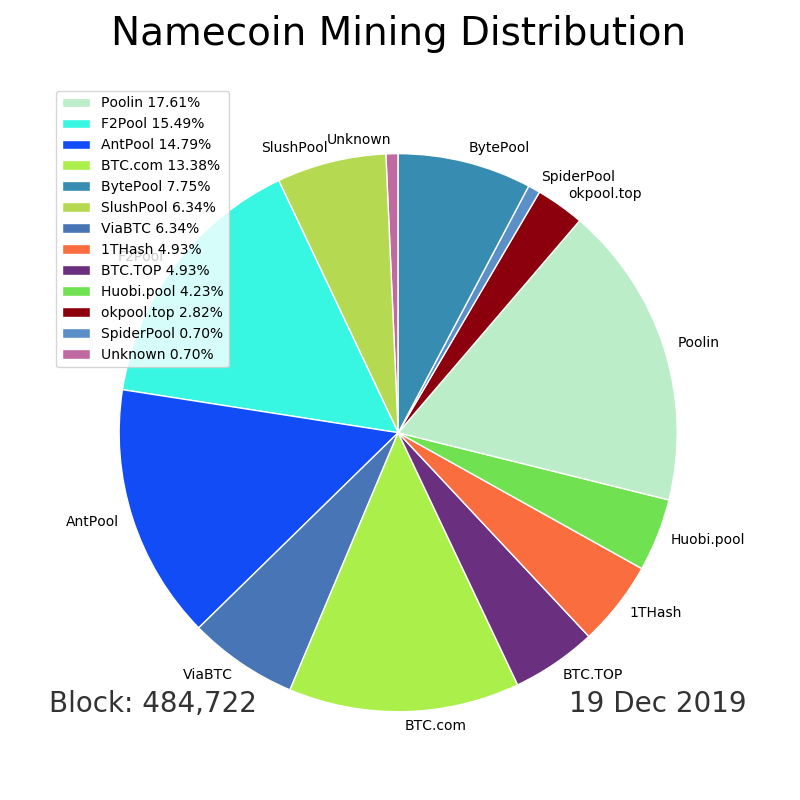 Namecoin Mining Distribution
Poolin 17.61%
F2Pool 15.49%
AntPool 14.79%
BTC.com 13.38%
BytePool 7.75%
SlushPool 6.34%
ViaBTC 6.34%
1THash 4.93%
BTC.TOP 4.93%
Huobi.pool 4.23%
okpool.top 2.82%
SpiderPool 0.70%
Unknown 0.70%
Unknown
SlushPool
BytePool
SpiderPool
okpool.top
F2Pool
Poolin
AntPool
Huobi.pool
1THash
ViaBTC
BTC.TOP
BTC.com
Block: 484,722
19 Dec 2019